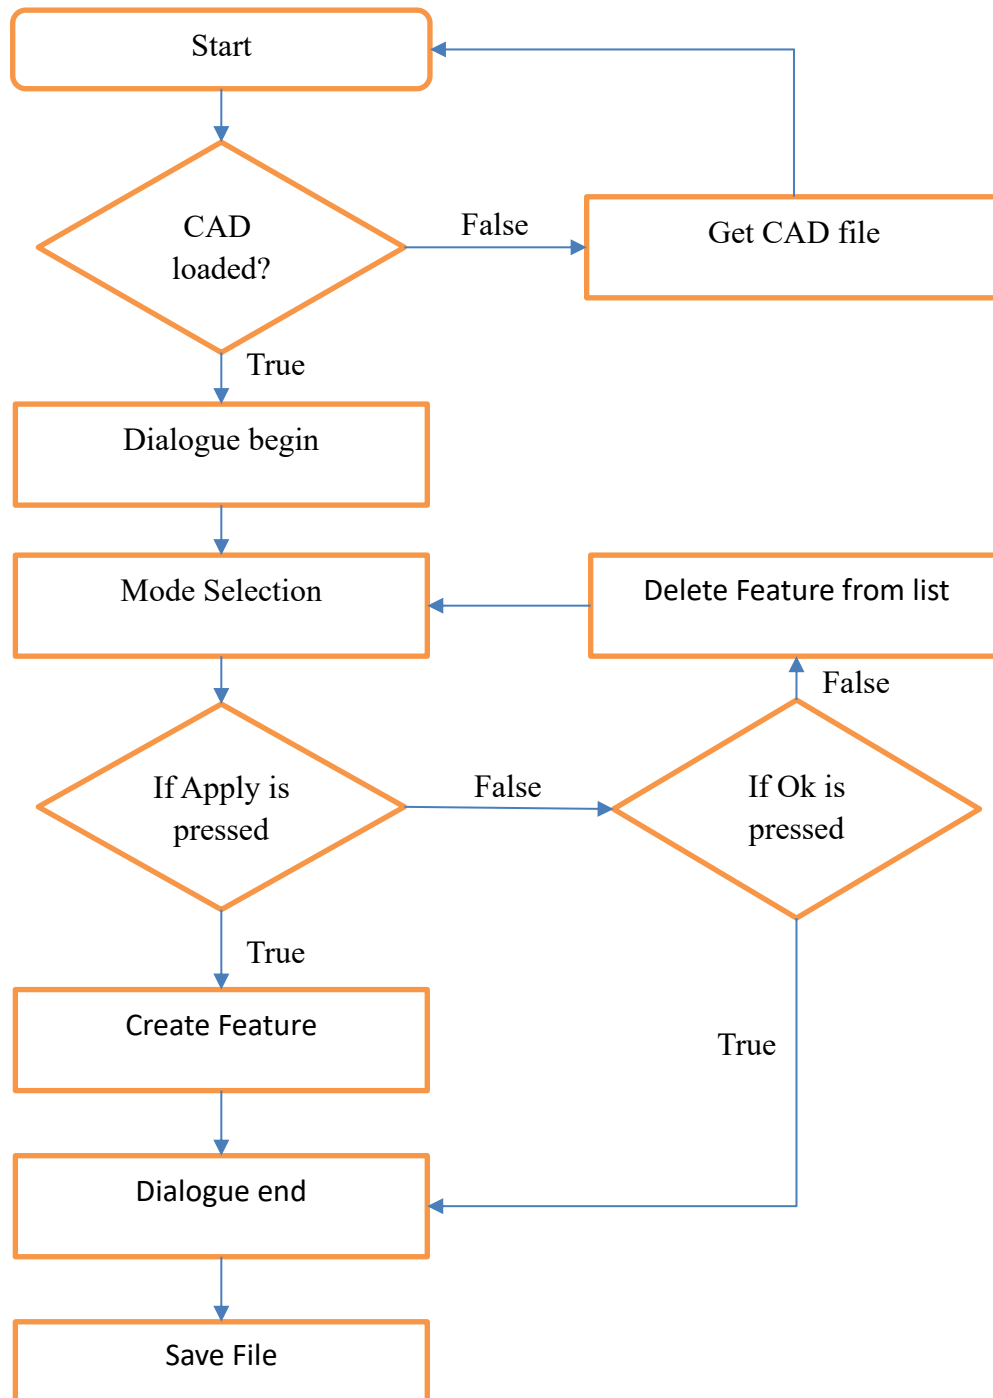 Start
CAD
loaded?
False
Get CAD file
True
Dialogue begin
Mode Selection
Delete Feature from list
False
If Apply is
pressed
False
If Ok is
pressed
True
Create Feature
True
Dialogue end
Save File